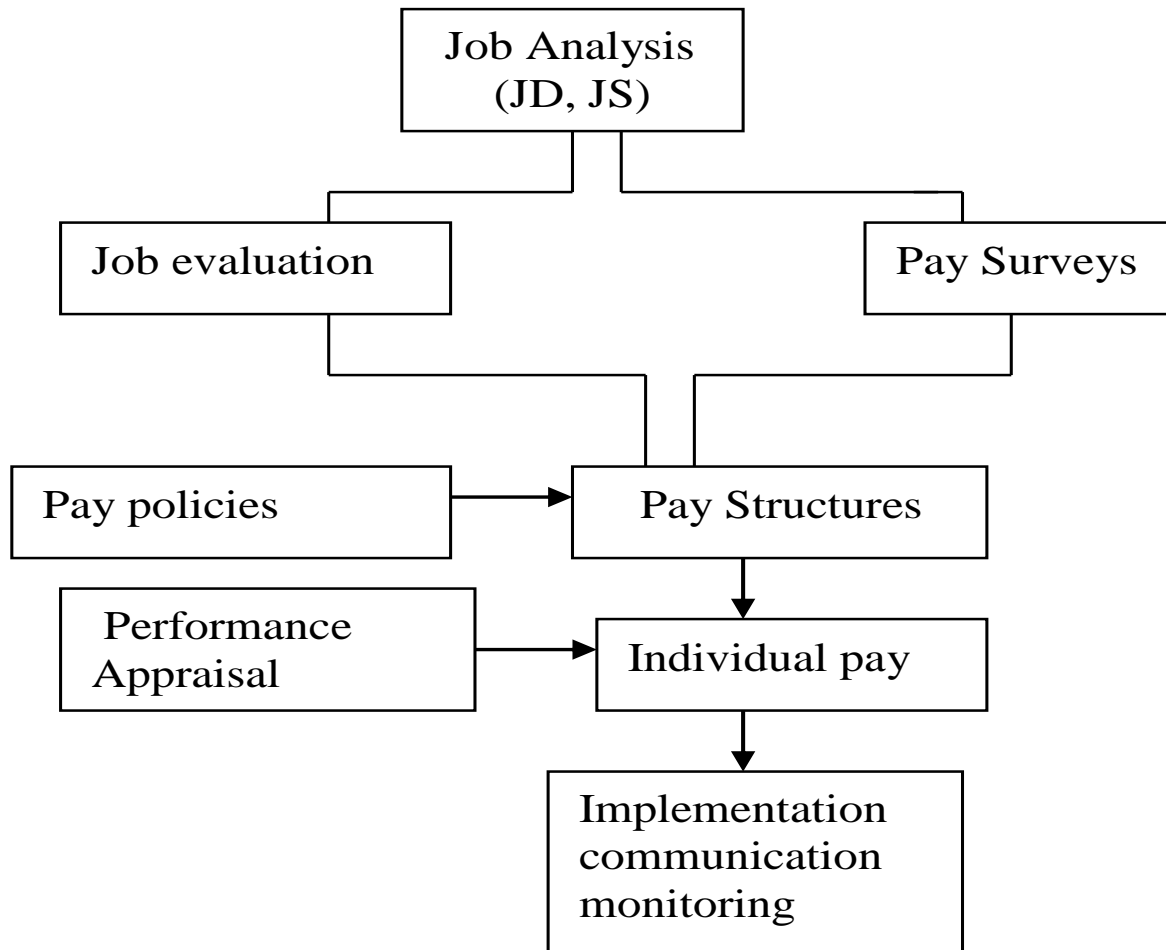 Job Analysis
(JD, JS)
Job evaluation
Pay Surveys
Pay policies
Pay Structures
Performance
Appraisal
Individual pay
Implementation
communication
monitoring